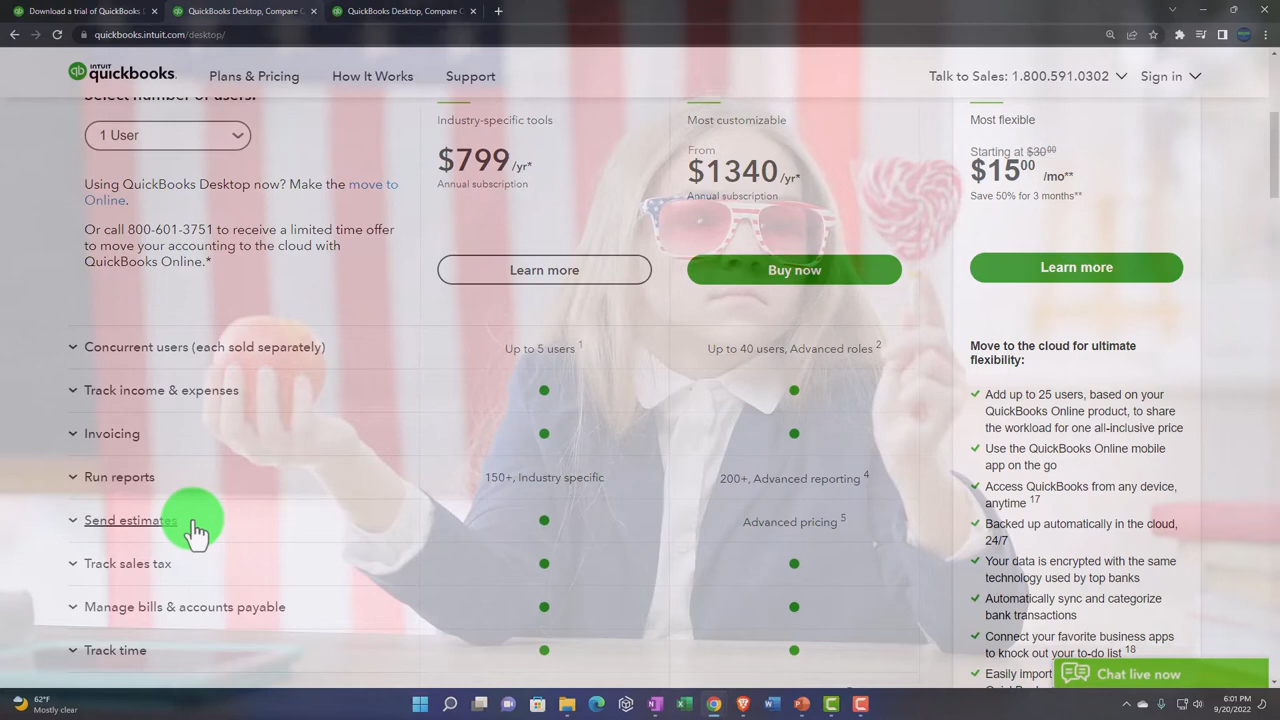 Download a trial of QuickBooks D
QuickBooks Desktop, Compare C
QuickBooks Desktop, Compare C
quickbooks.intuit.com/desktop/
INTUIT
quickbooks.
Plans & Pricing
How It Works
Support
Talk to Sales: 1.800.591.0302
Sign in
Select number of users:
1 User
Using QuickBooks Desktop now? Make the move to
Online.
Or call 800-601-3751 to receive a limited time offer
to move your accounting to the cloud with
QuickBooks Online.*
Industry-specific tools
$799 /yr*
Annual subscription
Learn more
Most customizable
From
$1340 /yr*
Annual subscription
Buy now
Most flexible
Starting at $30⁰⁰
$15⁰⁰ /mo**
Save 50% for 3 months**
Learn more
Concurrent users (each sold separately)
Up to 5 users ¹
Up to 40 users, Advanced roles ²
Track income & expenses
Invoicing
Run reports
150+, Industry specific
200+, Advanced reporting ⁴
Send estimates
Advanced pricing ⁵
Track sales tax
Manage bills & accounts payable
Track time
Move to the cloud for ultimate
flexibility:
Add up to 25 users, based on your
QuickBooks Online product, to share
the workload for one all-inclusive price
Use the QuickBooks Online mobile
app on the go
Access QuickBooks from any device,
anytime ¹⁷
Backed up automatically in the cloud,
24/7
Your data is encrypted with the same
technology used by top banks
Automatically sync and categorize
bank transactions
Connect your favorite business apps
to knock out your to-do list ¹⁸
Easily import
Chat live now
62°F
Mostly clear
6:01 PM
9/20/2022